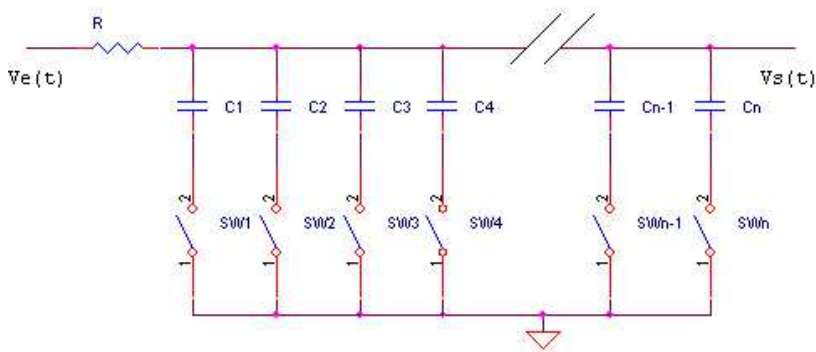 R
Ve(t) Vs(t)
C1 C2 C3 C4 Cn-1 Cn
2 2 2 2 2 2
SW1 SW2 SW3 SW4 SWn-1 SWn
1 1 1 1 1 1